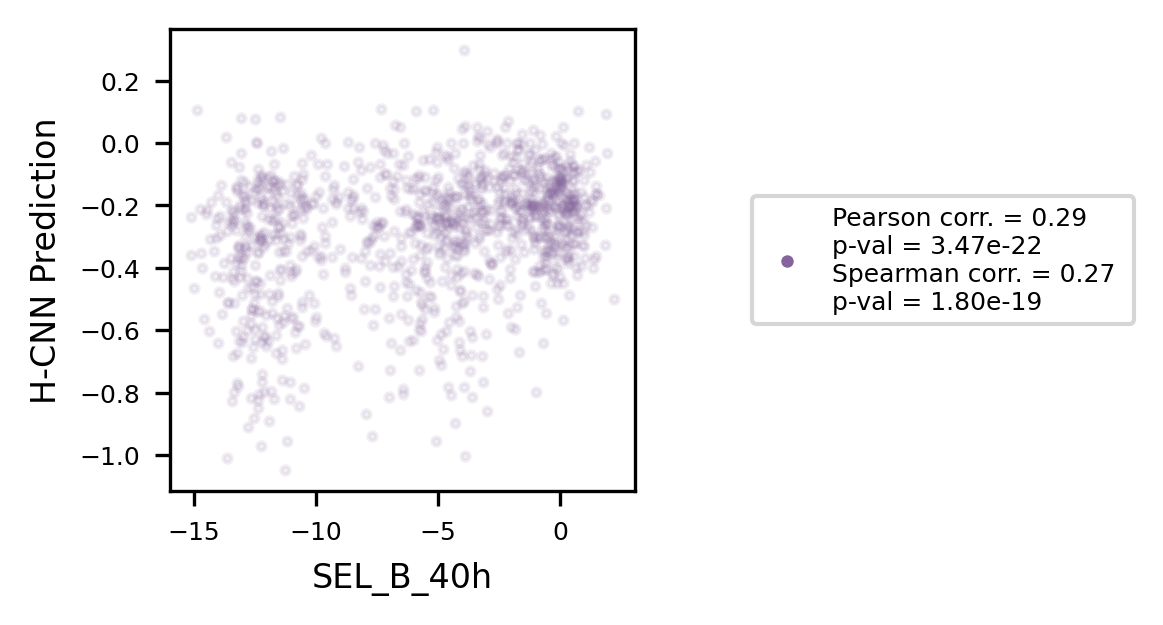 H-CNN Prediction
0.2
0.0
−0.2
−0.4
−0.6
−0.8
−1.0
−15
−10
−5
0
SEL_B_40h
Pearson corr. = 0.29
p-val = 3.47e-22
Spearman corr. = 0.27
p-val = 1.80e-19